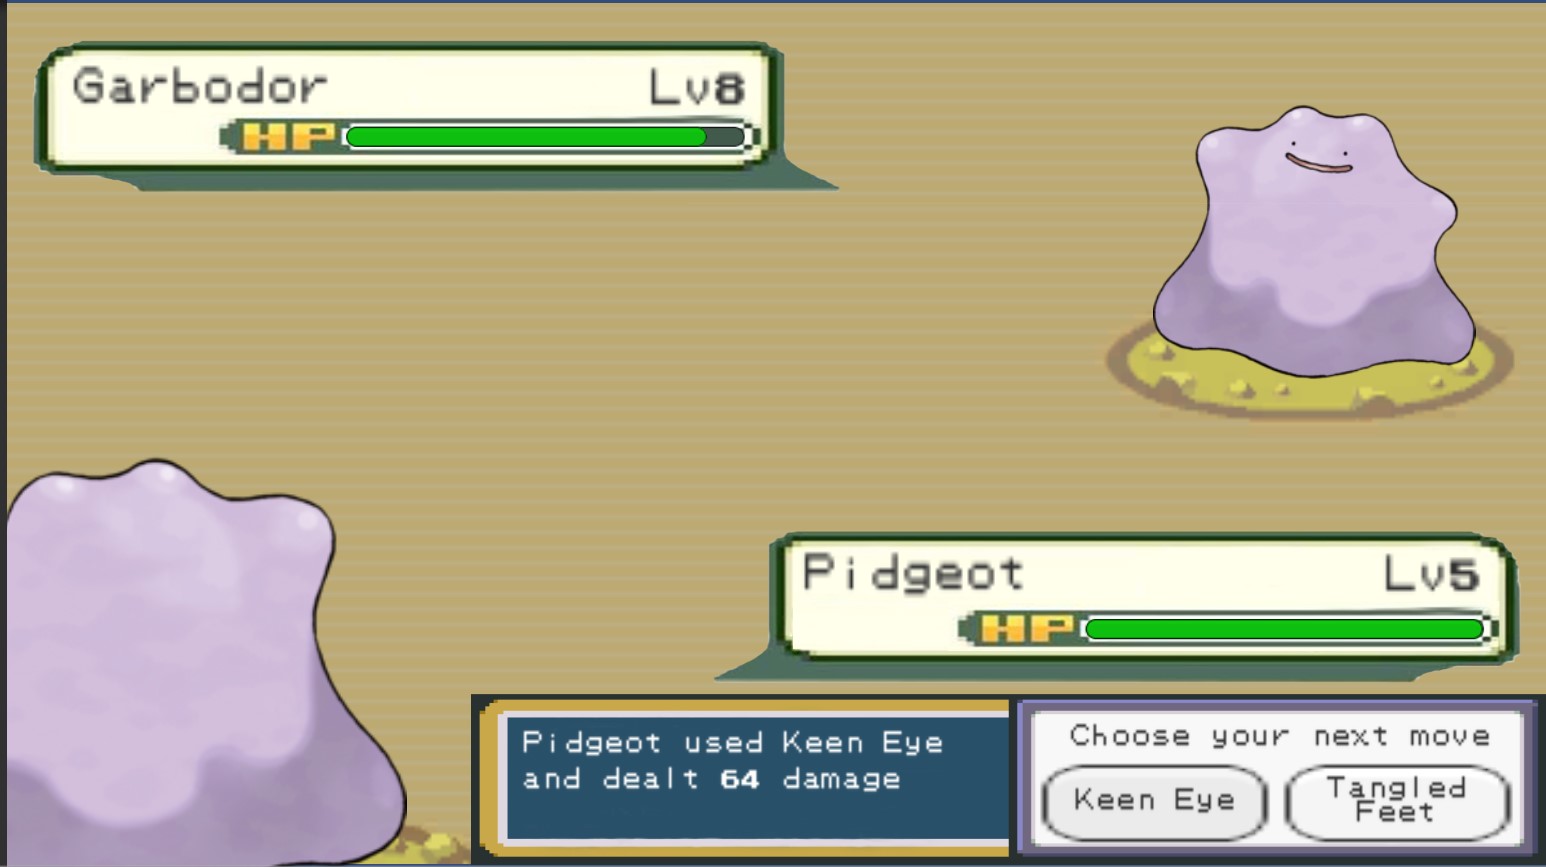 Garbodor Lv8
HP
Pidgeot Lv5
HP
Pidgeot used Keen Eye
and dealt 64 damage
Choose your next move
Keen Eye
Tangled
Feet